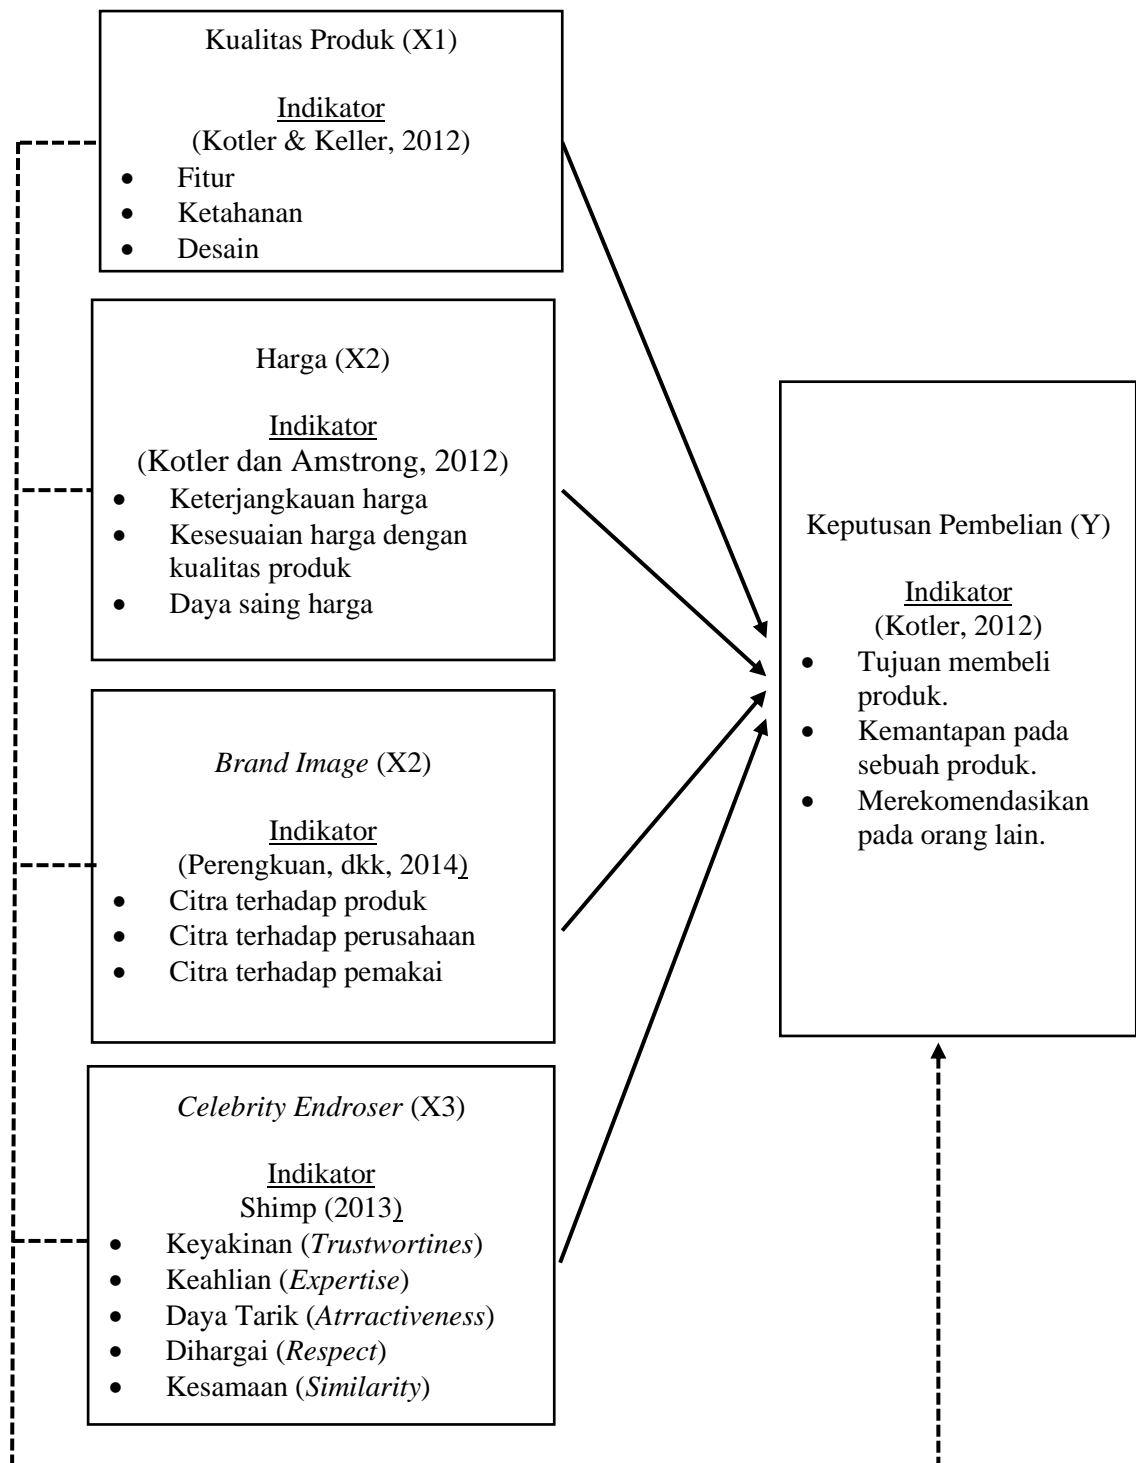 Kualitas Produk (X1)
Indikator
(Kotler & Keller, 2012)
• Fitur
• Ketahanan
• Desain
Harga (X2)
Indikator
(Kotler dan Amstrong, 2012)
• Keterjangkauan harga
• Kesesuaian harga dengan
kualitas produk
• Daya saing harga
Brand Image (X2)
Indikator
(Perengkuan, dkk, 2014)
• Citra terhadap produk
• Citra terhadap perusahaan
• Citra terhadap pemakai
Celebrity Endroser (X3)
Indikator
Shimp (2013)
• Keyakinan (Trustwortines)
• Keahlian (Expertise)
• Daya Tarik (Atrractiveness)
• Dihargai (Respect)
• Kesamaan (Similarity)
Keputusan Pembelian (Y)
Indikator
(Kotler, 2012)
• Tujuan membeli
produk.
• Kemantapan pada
sebuah produk.
• Merekomendasikan
pada orang lain.